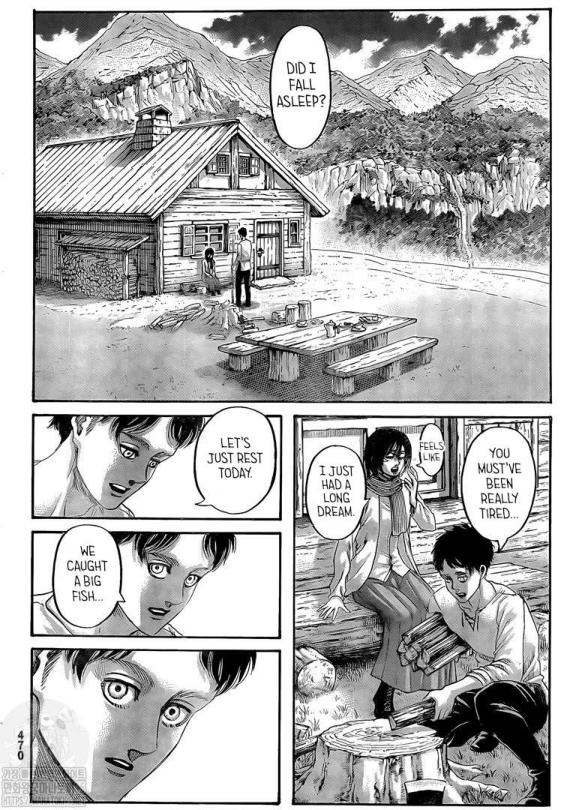 DID I
FALL
ASLEEP?
YOU
MUST'VE
BEEN
REALLY
TIRED...
FEELS
LIKE
I JUST
HAD A
LONG
DREAM.
LET'S
JUST REST
TODAY.
WE
CAUGHT
A BIG
FISH...
470